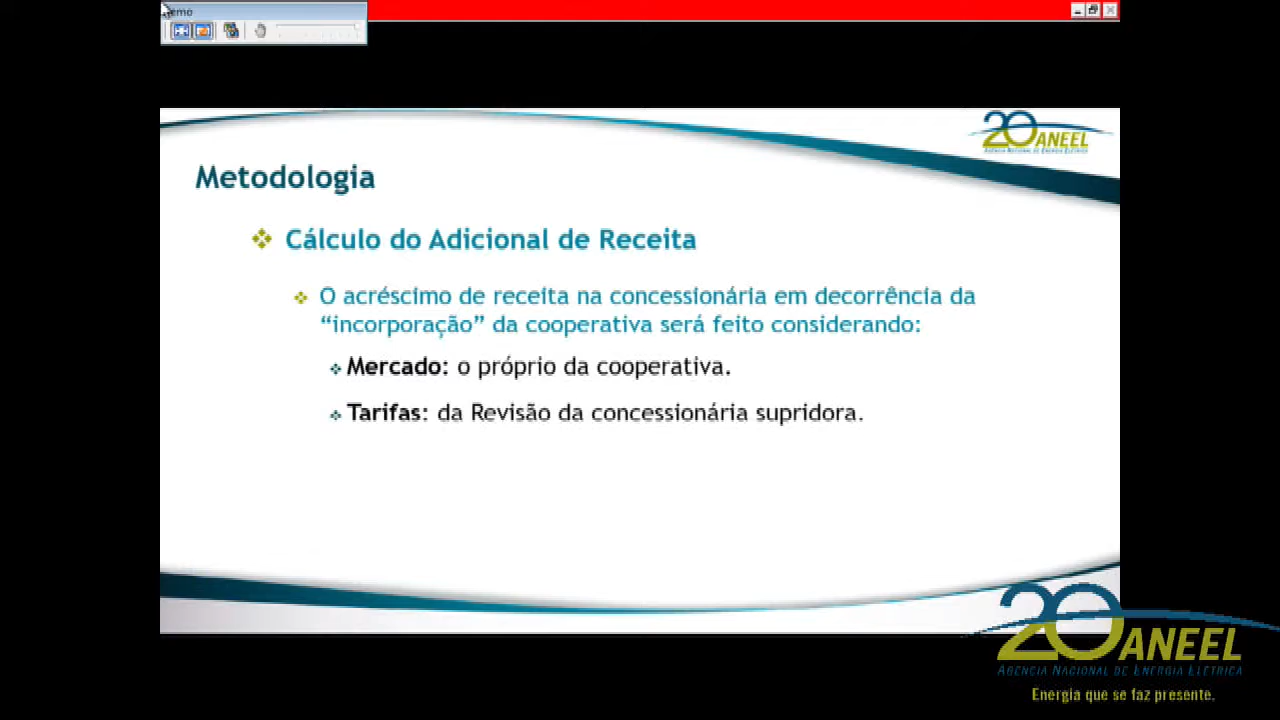 20
ANEEL
AGÊNCIA NACIONAL DE ENERGIA ELÉTRICA
Metodologia
Cálculo do Adicional de Receita
O acréscimo de receita na concessionária em decorrência da
“incorporação” da cooperativa será feito considerando:
Mercado: o próprio da cooperativa.
Tarifas: da Revisão da concessionária supridora.
20
ANEEL
AGÊNCIA NACIONAL DE ENERGIA ELÉTRICA
Energia que se faz presente.